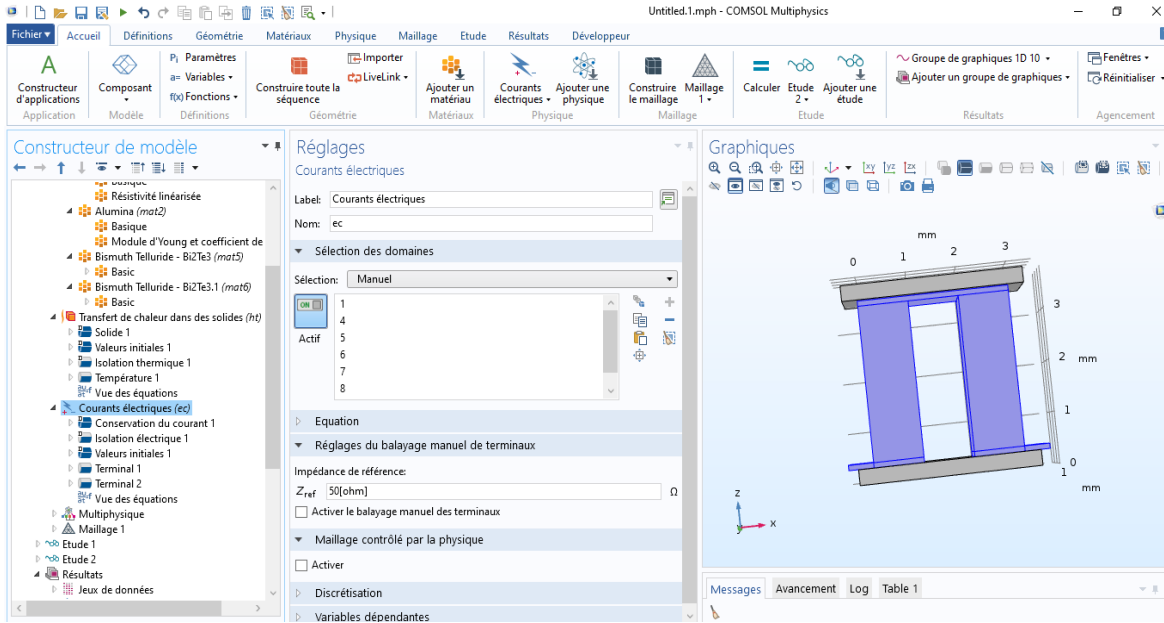 Untitled.1.mph - COMSOL Multiphysics
Fichier
Accueil
Définitions
Géométrie
Matériaux
Physique
Maillage
Etude
Résultats
Développeur
Constructeur
d'applications
Application
Composant
Modèle
Pi Paramètres
a= Variables
f(x) Fonctions
Définitions
Construire toute la
séquence
Importer
LiveLink
Géométrie
Ajouter un
matériau
Matériaux
Courants
électriques
Ajouter une
physique
Physique
Construire
le maillage
Maillage
1
Maillage
Calculer
Etude
2
Ajouter une
étude
Etude
Groupe de graphiques 1D 10
Ajouter un groupe de graphiques
Résultats
Fenêtres
Réinitialiser
Agencement
Constructeur de modèle
Basique
Résistivité linéarisée
Alumina (mat2)
Basique
Module d'Young et coefficient de
Bismuth Telluride - Bi2Te3 (mat5)
Basic
Bismuth Telluride - Bi2Te3.1 (mat6)
Basic
Transfert de chaleur dans des solides (ht)
Solide 1
Valeurs initiales 1
Isolation thermique 1
Température 1
Vue des équations
Courants électriques (ec)
Conservation du courant 1
Isolation électrique 1
Valeurs initiales 1
Terminal 1
Terminal 2
Vue des équations
Multiphysique
Maillage 1
Etude 1
Etude 2
Résultats
Jeux de données
Réglages
Courants électriques
Label: Courants électriques
Nom: ec
Sélection des domaines
Sélection: Manuel
ON
Actif
1
4
5
6
7
8
Equation
Réglages du balayage manuel de terminaux
Impédance de référence:
Zref 50[ohm] Ω
Activer le balayage manuel des terminaux
Maillage contrôlé par la physique
Activer
Discrétisation
Variables dépendantes
Graphiques
xy yz zx
mm
0 1 2 3
3
2 mm
1
0
1
mm
z
y x
Messages Avancement Log Table 1